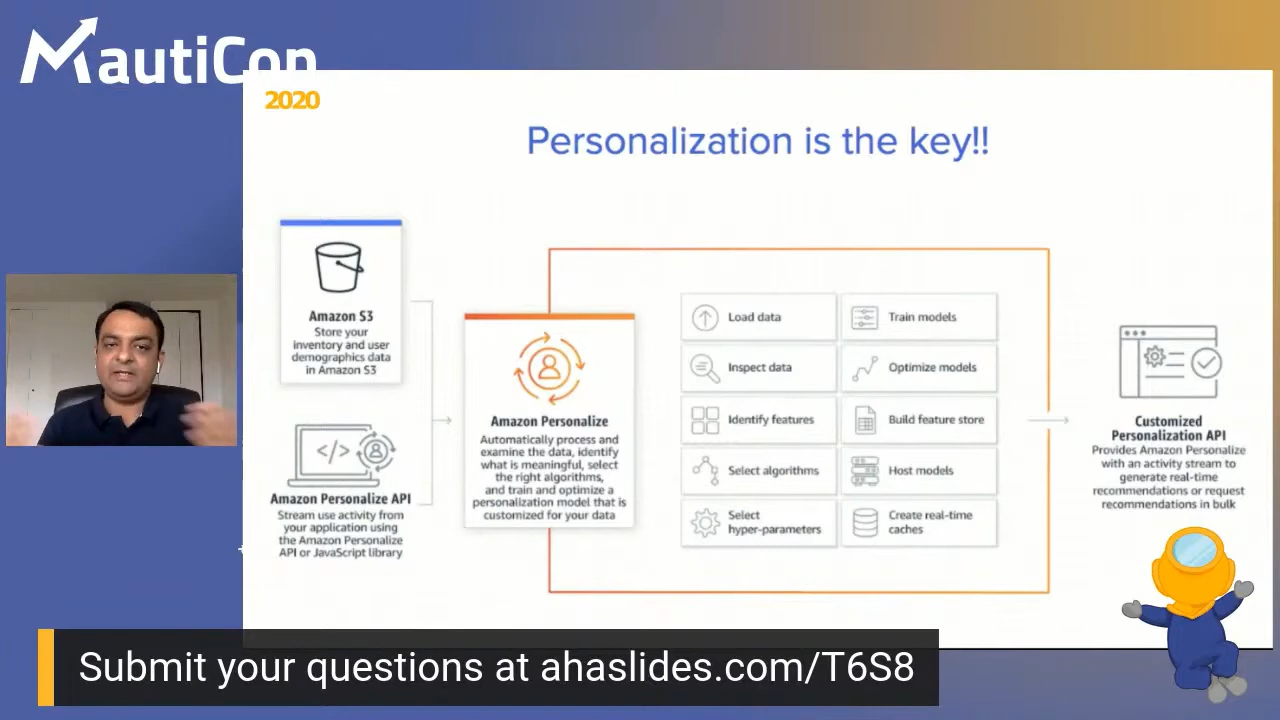 MautiCon
2020
Personalization is the key!!
Amazon S3
Store your
inventory and user
demographics data
in Amazon S3
</>
Amazon Personalize API
Stream use activity from
your application using
the Amazon Personalize
API or JavaScript library
Amazon Personalize
Automatically process and
examine the data, identify
what is meaningful, select
the right algorithms,
and train and optimize a
personalization model that is
customized for your data
Load data
Train models
Inspect data
Optimize models
Identify features
Build feature store
Select algorithms
Host models
Select
hyper-parameters
Create real-time
caches
Customized
Personalization API
Provides Amazon Personalize
with an activity stream to
generate real-time
recommendations or request
recommendations in bulk
Submit your questions at ahaslides.com/T6S8